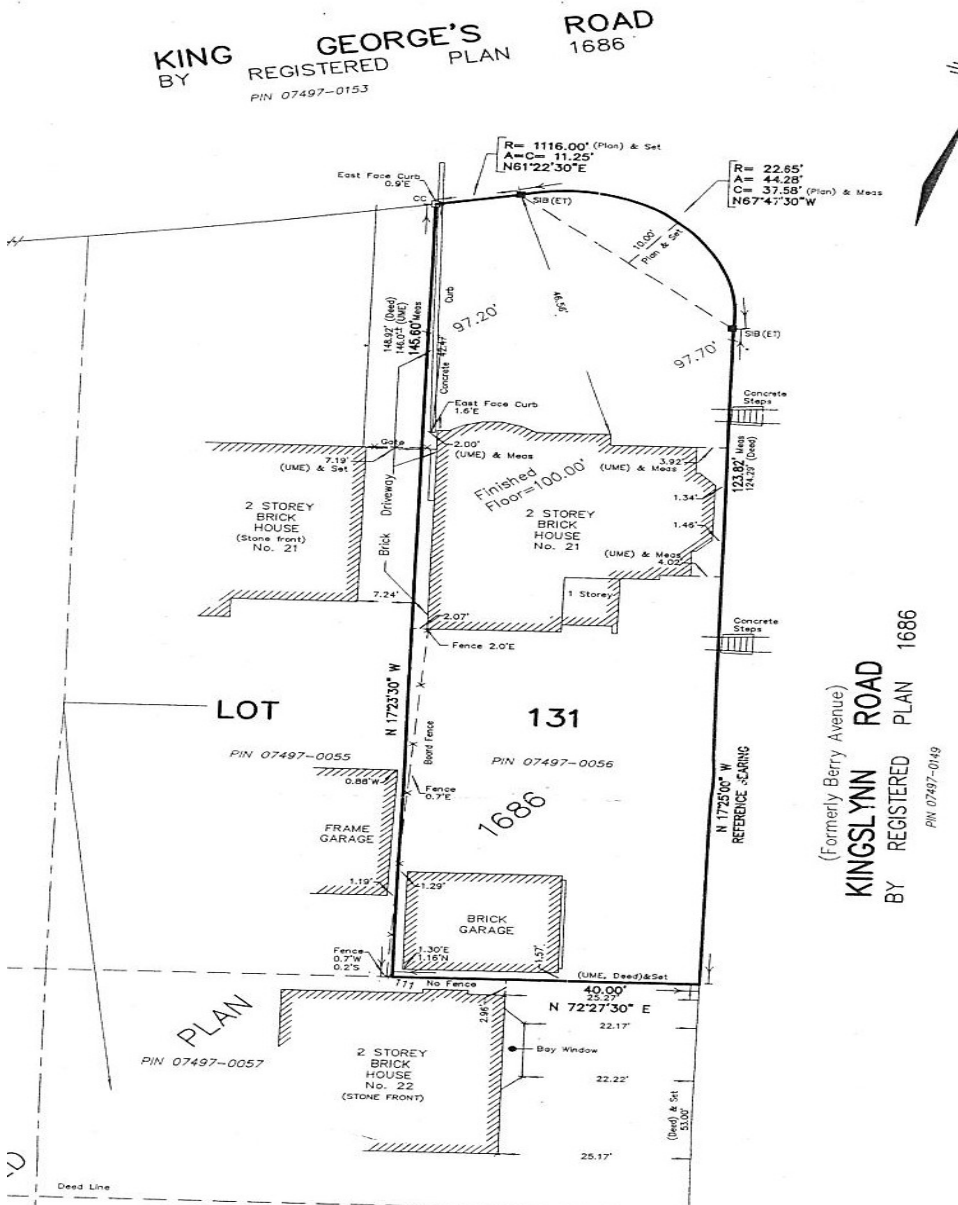 KING GEORGE'S ROAD
BY REGISTERED PLAN 1686
PIN 07497-0153
R= 1116.00' (Plan) & Set
A=C= 11.25'
N61°22'30"E
R= 22.65'
A= 44.28'
C= 37.58' (Plan) & Meas
N67°47'30"W
East Face Curb
0.9'E
CC
SIB(ET)
10.00'
Plan & Set
46.56'
SIB(ET)
148.92' (Deed)
146.0'± (UME)
145.60' Meas
Concrete Curb
42.47'
97.20'
97.70'
Concrete
Steps
East Face Curb
1.6'E
Gate
7.19'
(UME) & Set
2.00'
(UME) & Meas
3.92'
(UME) & Meas
123.82' Meas
124.29' (Deed)
Finished
Floor=100.00'
1.34'
1.46'
2 STOREY
BRICK
HOUSE
(Stone front)
No. 21
Brick Driveway
2 STOREY
BRICK
HOUSE
No. 21
(UME) & Meas
4.02'
1 Storey
7.24'
2.07'
Fence 2.0'E
Concrete
Steps
N 17°23'30" W
LOT
131
PIN 07497-0055
Board Fence
PIN 07497-0056
1686
N 17°25'00" W
REFERENCE BEARING
(Formerly Berry Avenue)
KINGSLYNN ROAD
BY REGISTERED PLAN 1686
PIN 07497-0149
0.88'W
Fence
0.7'E
FRAME
GARAGE
1.19'
1.29'
BRICK
GARAGE
Fence
0.7'W
0.2'S
1.30'E
1.16'N
1.57'
(UME, Deed)&Set
No Fence
40.00'
25.27'
N 72°27'30" E
2.96'
22.17'
PLAN
PIN 07497-0057
2 STOREY
BRICK
HOUSE
No. 22
(STONE FRONT)
Bay Window
22.22'
(Deed) & Set
53.00'
25.17'
Deed Line